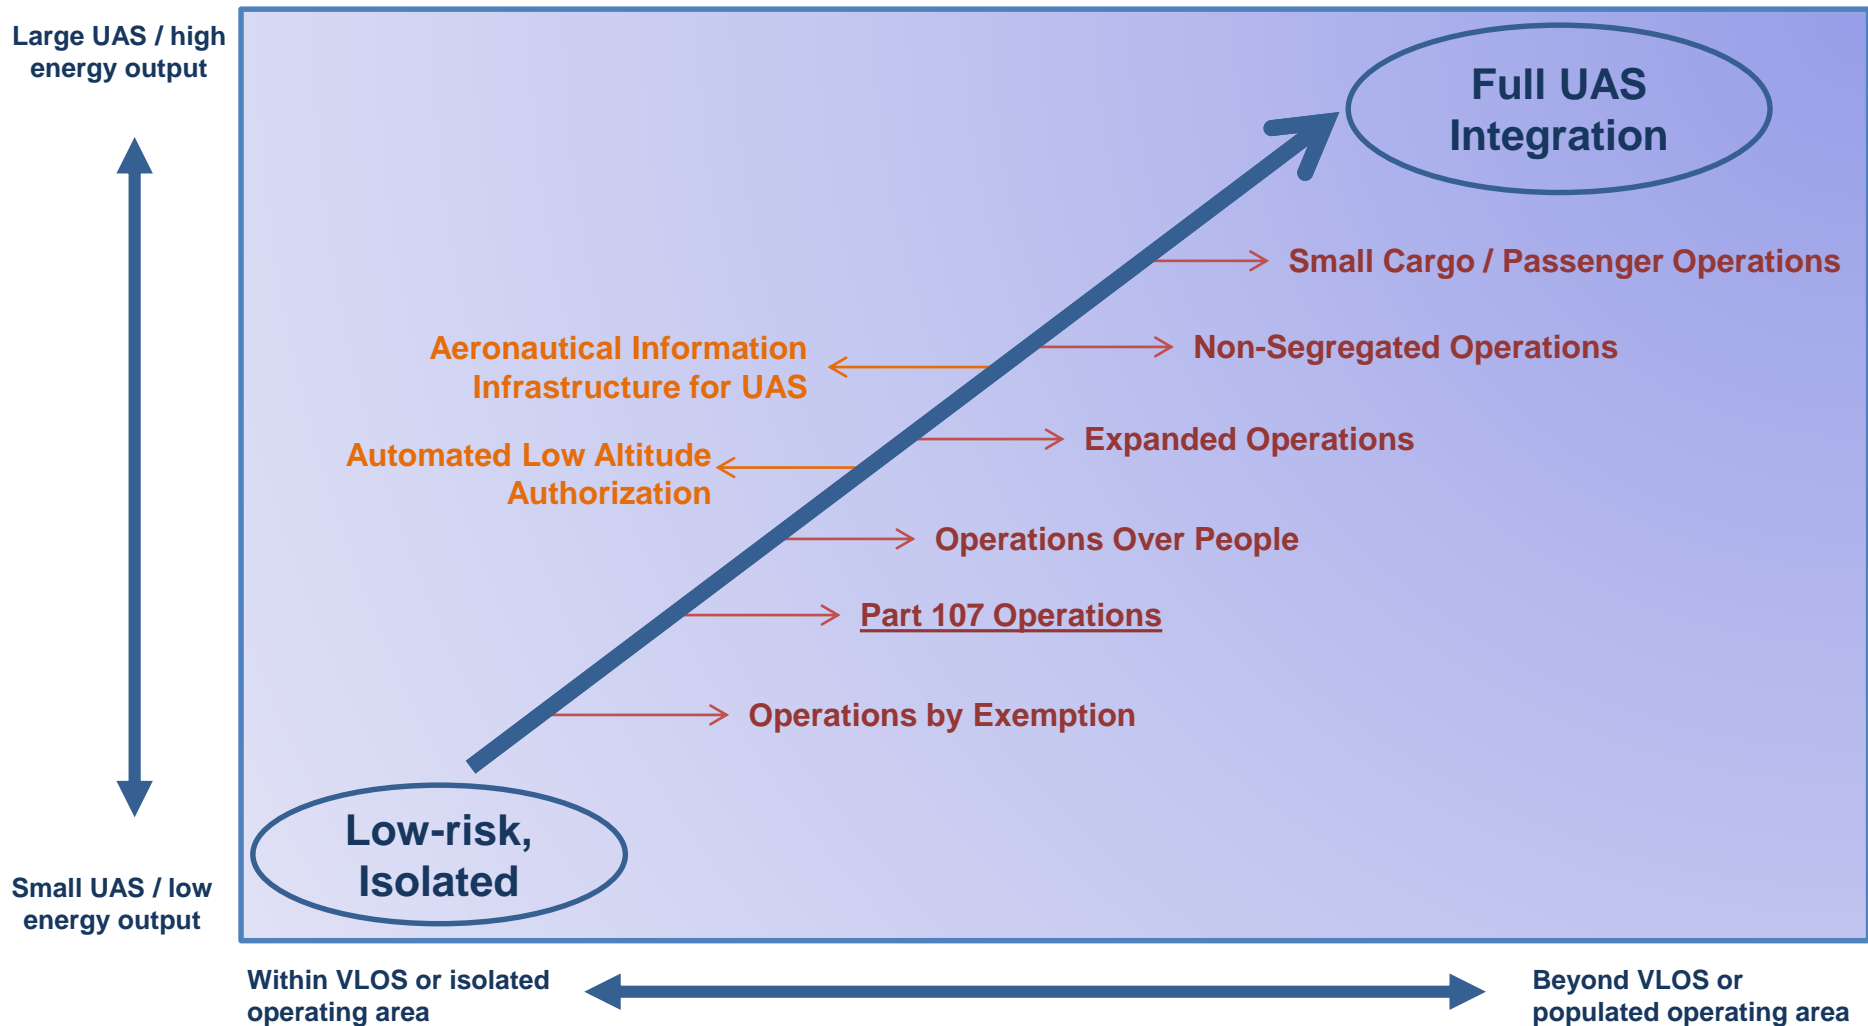 Large UAS / high
energy output
Full UAS
Integration
Small Cargo / Passenger Operations
Aeronautical Information
Infrastructure for UAS
Non-Segregated Operations
Automated Low Altitude
Authorization
Expanded Operations
Operations Over People
Part 107 Operations
Operations by Exemption
Low-risk,
Isolated
Small UAS / low
energy output
Within VLOS or isolated
operating area
Beyond VLOS or
populated operating area